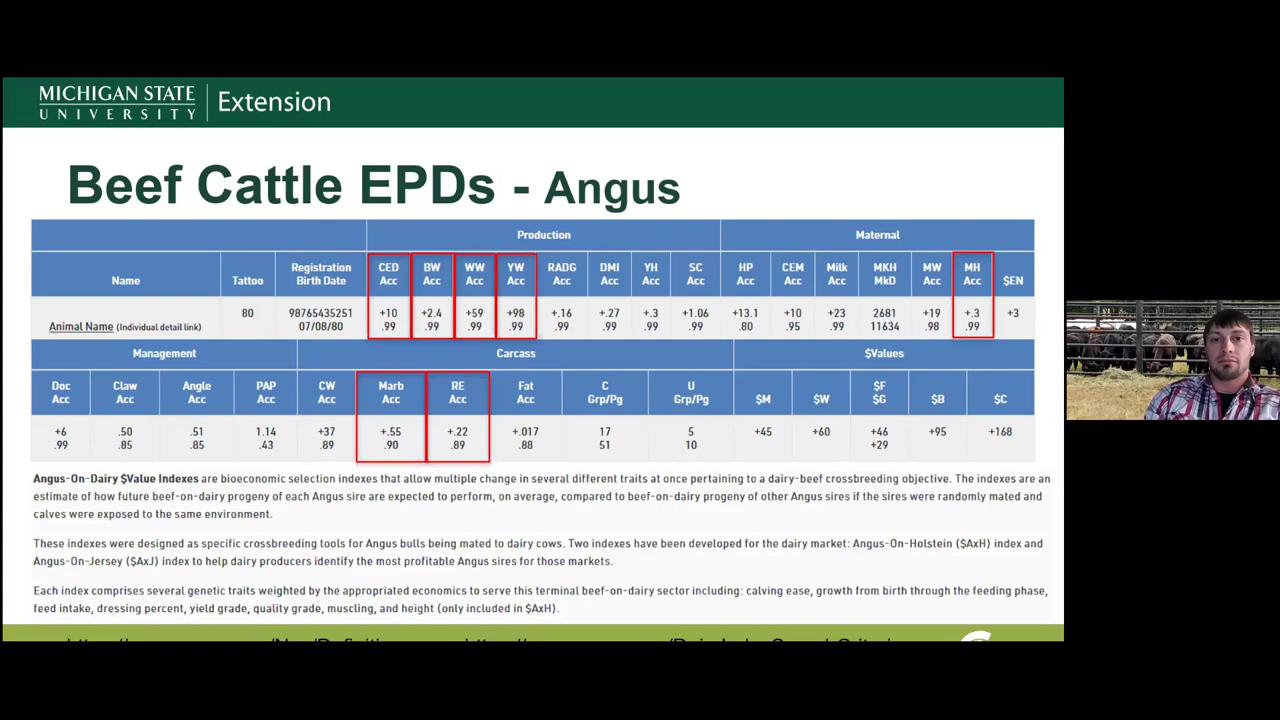 MICHIGAN STATE
UNIVERSITY
Extension
Beef Cattle EPDs - Angus
Production Maternal
Name Tattoo Registration Birth Date CED Acc BW Acc WW Acc YW Acc RADG Acc DMI Acc YH Acc SC Acc HP Acc CEM Acc Milk Acc MKH MkD MW Acc MH Acc $EN
Animal Name (Individual detail link) 80 98765435251 07/08/80 +10 .99 +2.4 .99 +59 .99 +98 .99 +.16 .99 +.27 .99 +.3 .99 +1.06 .99 +13.1 .80 +10 .95 +23 .99 2681 11634 +19 .98 +.3 .99 +3
Management Carcass $Values
Doc Acc Claw Acc Angle Acc PAP Acc CW Acc Marb Acc RE Acc Fat Acc C Grp/Pg U Grp/Pg $M $W $F $G $B $C
+6 .99 .50 .85 .51 .85 1.14 .43 +37 .89 +.55 .90 +.22 .89 +.017 .88 17 51 5 10 +45 +60 +46 +29 +95 +168
Angus-On-Dairy $Value Indexes are bioeconomic selection indexes that allow multiple change in several different traits at once pertaining to a dairy-beef crossbreeding objective. The indexes are an
estimate of how future beef-on-dairy progeny of each Angus sire are expected to perform, on average, compared to beef-on-dairy progeny of other Angus sires if the sires were randomly mated and
calves were exposed to the same environment.
These indexes were designed as specific crossbreeding tools for Angus bulls being mated to dairy cows. Two indexes have been developed for the dairy market: Angus-On-Holstein ($AxH) index and
Angus-On-Jersey ($AxJ) index to help dairy producers identify the most profitable Angus sires for those markets.
Each index comprises several genetic traits weighted by the appropriated economics to serve this terminal beef-on-dairy sector including: calving ease, growth from birth through the feeding phase,
feed intake, dressing percent, yield grade, quality grade, muscling, and height (only included in $AxH).